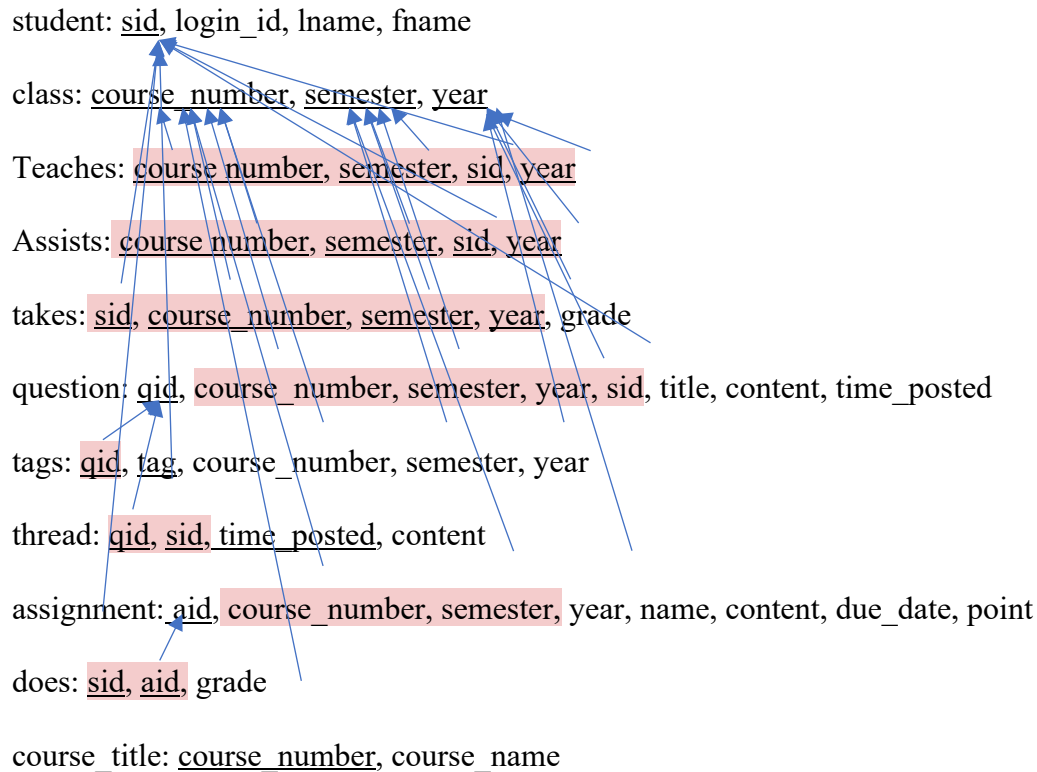 student: sid, login_id, lname, fname
class: course_number, semester, year
Teaches: course number, semester, sid, year
Assists: course number, semester, sid, year
takes: sid, course_number, semester, year, grade
question: qid, course_number, semester, year, sid, title, content, time_posted
tags: qid, tag, course_number, semester, year
thread: qid, sid, time_posted, content
assignment: aid, course_number, semester, year, name, content, due_date, point
does: sid, aid, grade
course_title: course_number, course_name